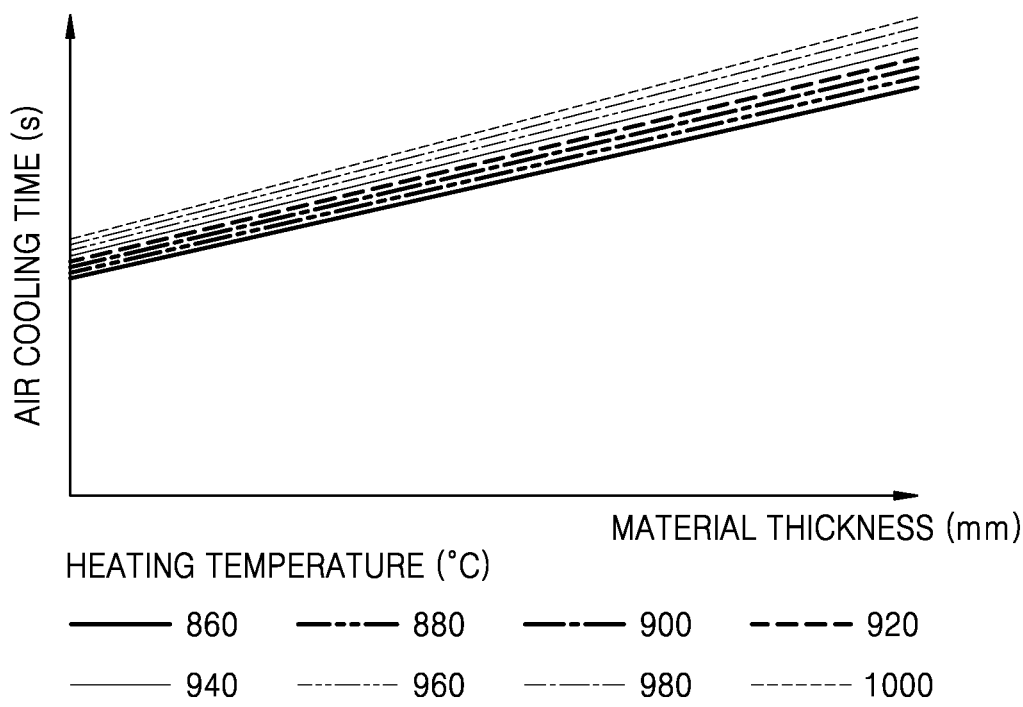 AIR COOLING TIME (s)
MATERIAL THICKNESS (mm)
HEATING TEMPERATURE (°C)
860 880 900 920
940 960 980 1000